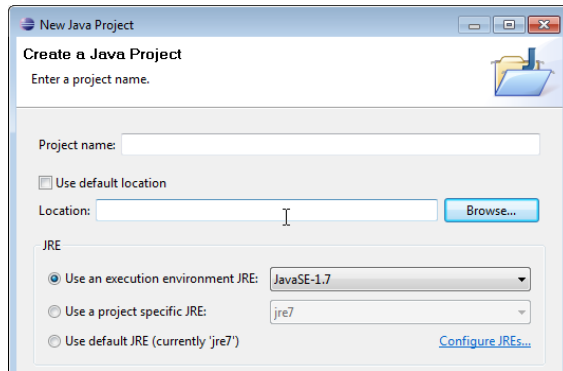 New Java Project
Create a Java Project
Enter a project name.
Project name:
Use default location
Location:
Browse...
JRE
Use an execution environment JRE:
JavaSE-1.7
Use a project specific JRE:
jre7
Use default JRE (currently 'jre7')
Configure JREs...